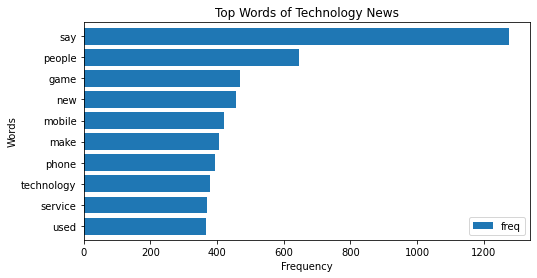 Top Words of Technology News
Words
say
people
game
new
mobile
make
phone
technology
service
used
freq
0 200 400 600 800 1000 1200
Frequency